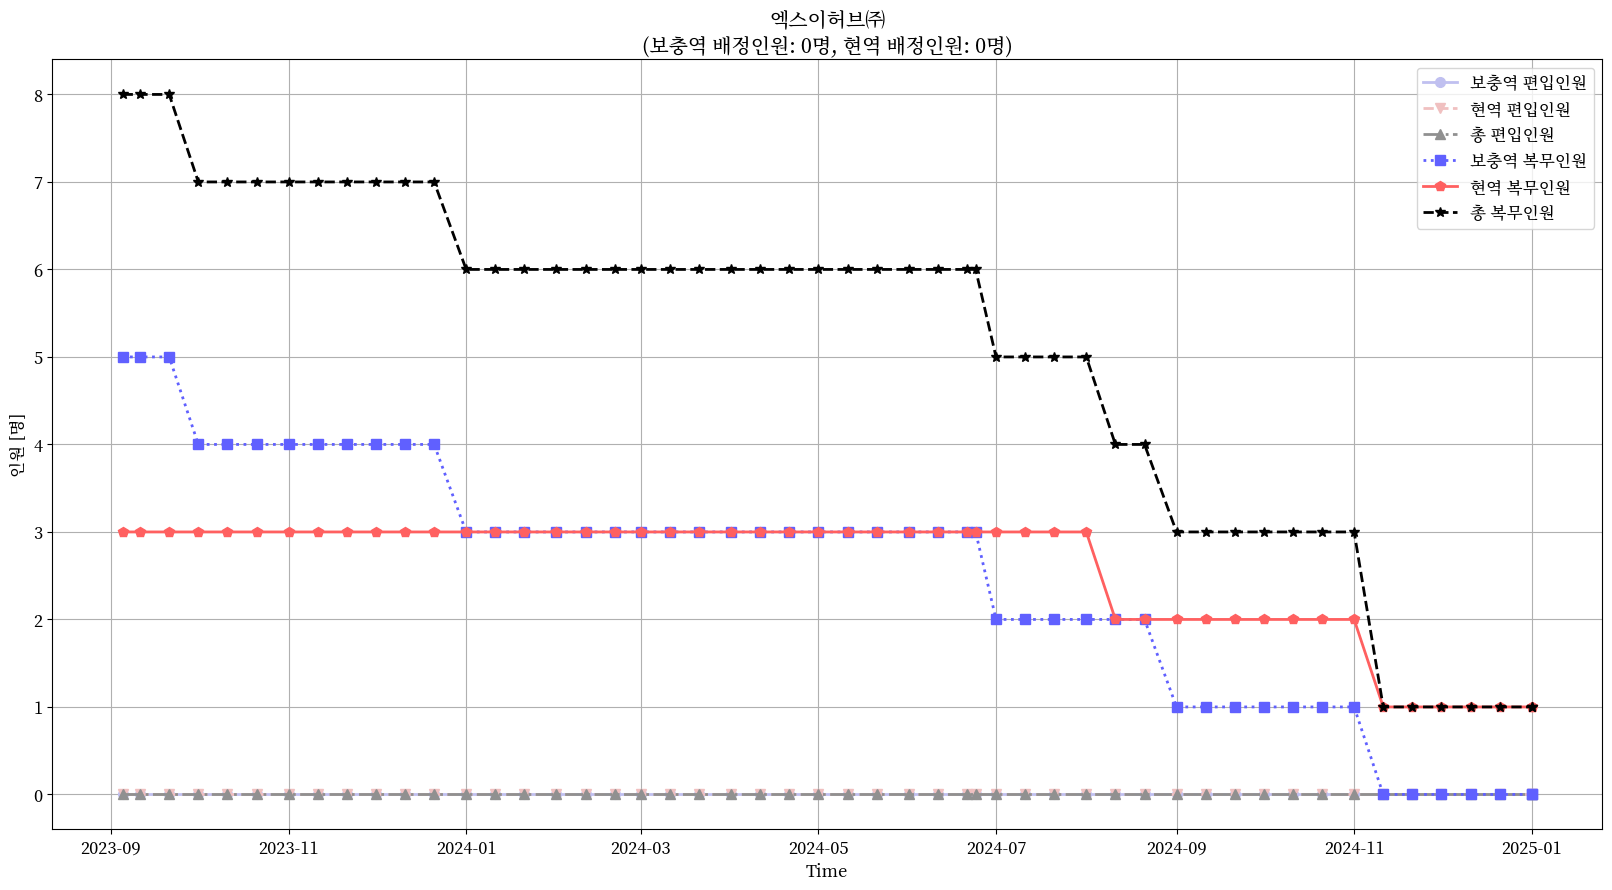 엑스이허브㈜
(보충역 배정인원: 0명, 현역 배정인원: 0명)
보충역 편입인원
현역 편입인원
총 편입인원
보충역 복무인원
현역 복무인원
총 복무인원
인원 [명]
8
7
6
5
4
3
2
1
0
2023-09
2023-11
2024-01
2024-03
2024-05
2024-07
2024-09
2024-11
2025-01
Time